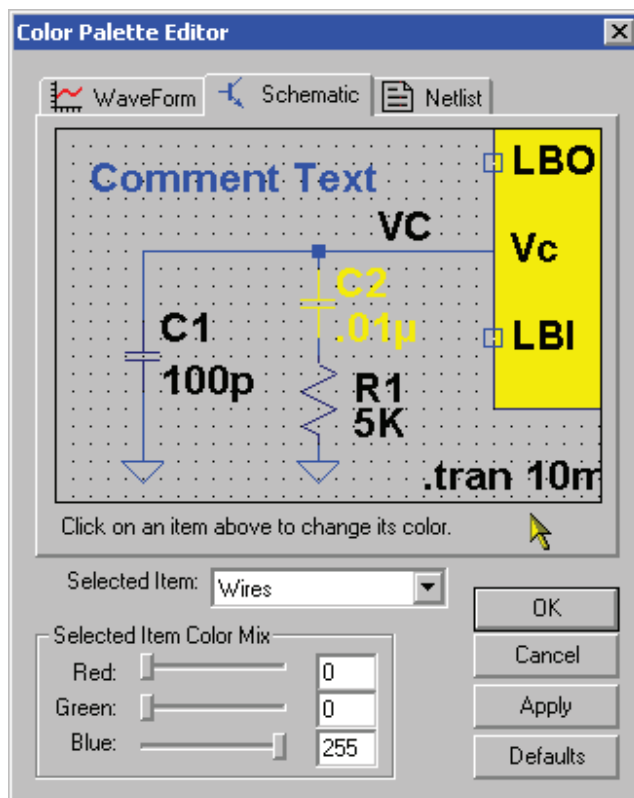 Color Palette Editor
WaveForm
Schematic
Netlist
Comment Text
LBO
VC
Vc
C2
.01µ
C1
100p
LBI
R1
5K
.tran 10m
Click on an item above to change its color.
Selected Item: Wires
Selected Item Color Mix
Red: 0
Green: 0
Blue: 255
OK
Cancel
Apply
Defaults